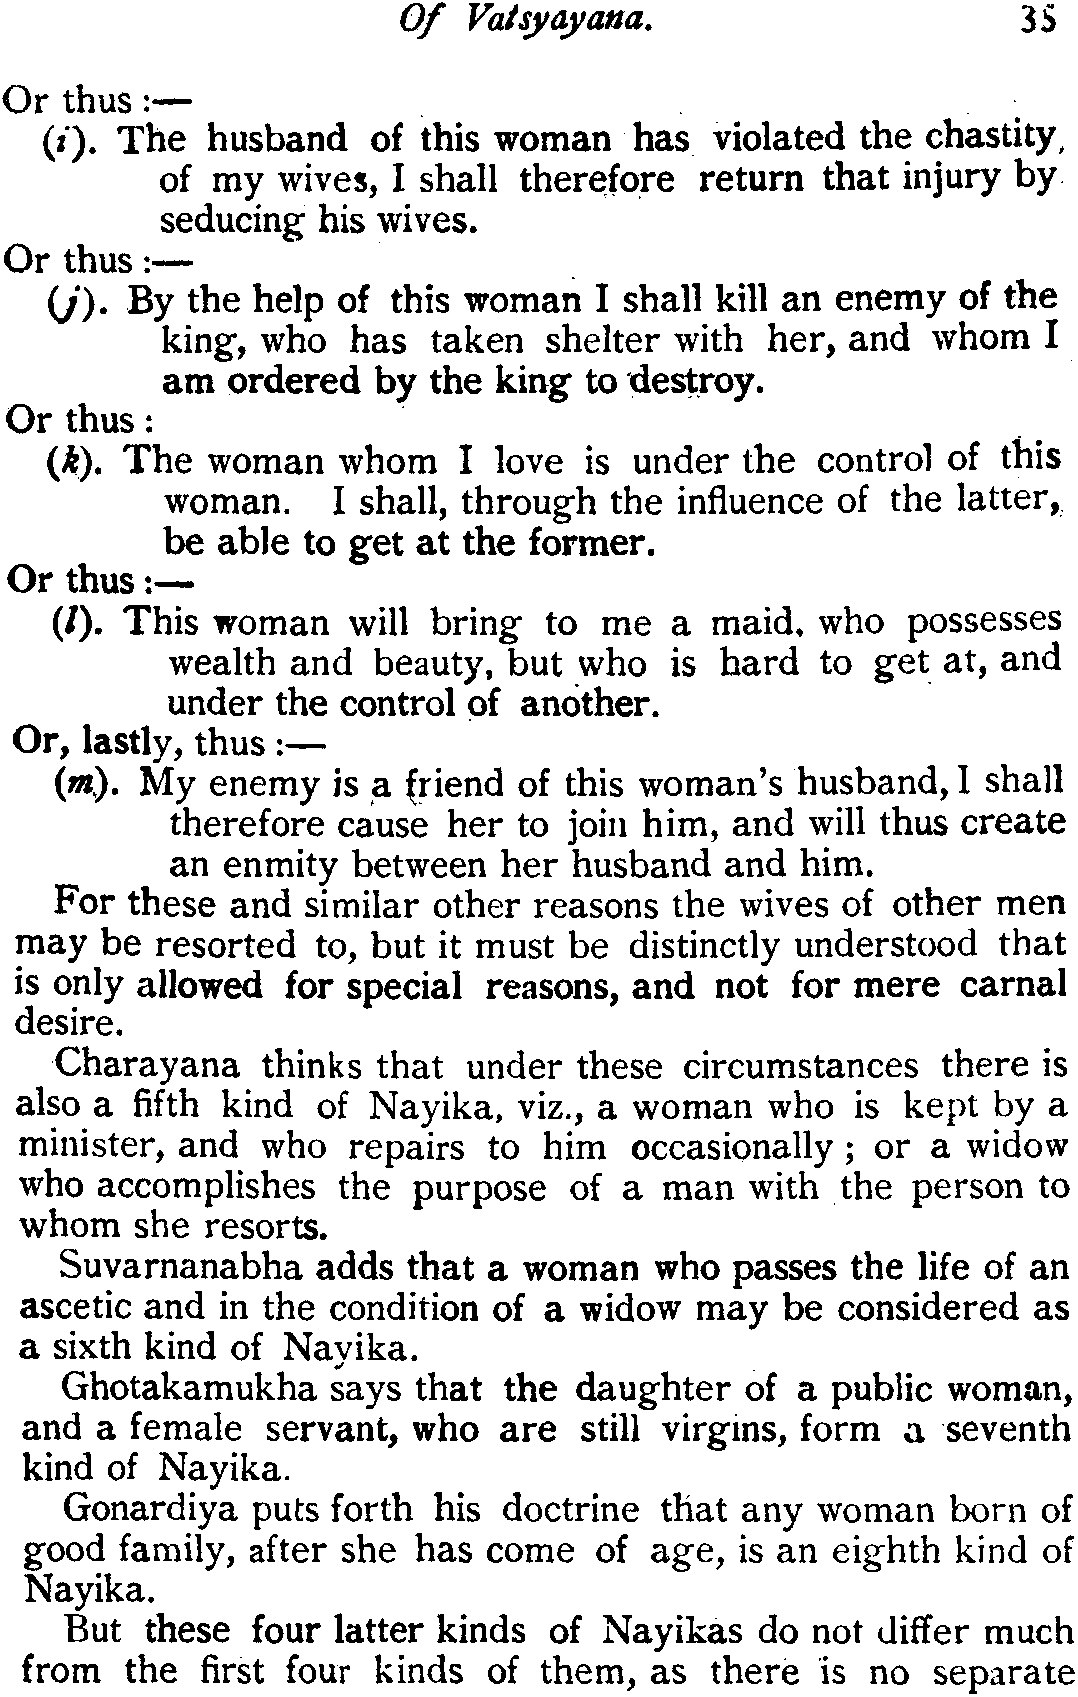 Of Vatsyayana. 35
Or thus :—
(i). The husband of this woman has violated the chastity,
of my wives, I shall therefore return that injury by
seducing his wives.
Or thus :—
(j). By the help of this woman I shall kill an enemy of the
king, who has taken shelter with her, and whom I
am ordered by the king to destroy.
Or thus :
(k). The woman whom I love is under the control of this
woman. I shall, through the influence of the latter,
be able to get at the former.
Or thus :—
(l). This woman will bring to me a maid, who possesses
wealth and beauty, but who is hard to get at, and
under the control of another.
Or, lastly, thus :—
(m). My enemy is a friend of this woman's husband, I shall
therefore cause her to join him, and will thus create
an enmity between her husband and him.
For these and similar other reasons the wives of other men
may be resorted to, but it must be distinctly understood that
is only allowed for special reasons, and not for mere carnal
desire.
Charayana thinks that under these circumstances there is
also a fifth kind of Nayika, viz., a woman who is kept by a
minister, and who repairs to him occasionally ; or a widow
who accomplishes the purpose of a man with the person to
whom she resorts.
Suvarnanabha adds that a woman who passes the life of an
ascetic and in the condition of a widow may be considered as
a sixth kind of Nayika.
Ghotakamukha says that the daughter of a public woman,
and a female servant, who are still virgins, form a seventh
kind of Nayika.
Gonardiya puts forth his doctrine that any woman born of
good family, after she has come of age, is an eighth kind of
Nayika.
But these four latter kinds of Nayikas do not differ much
from the first four kinds of them, as there is no separate